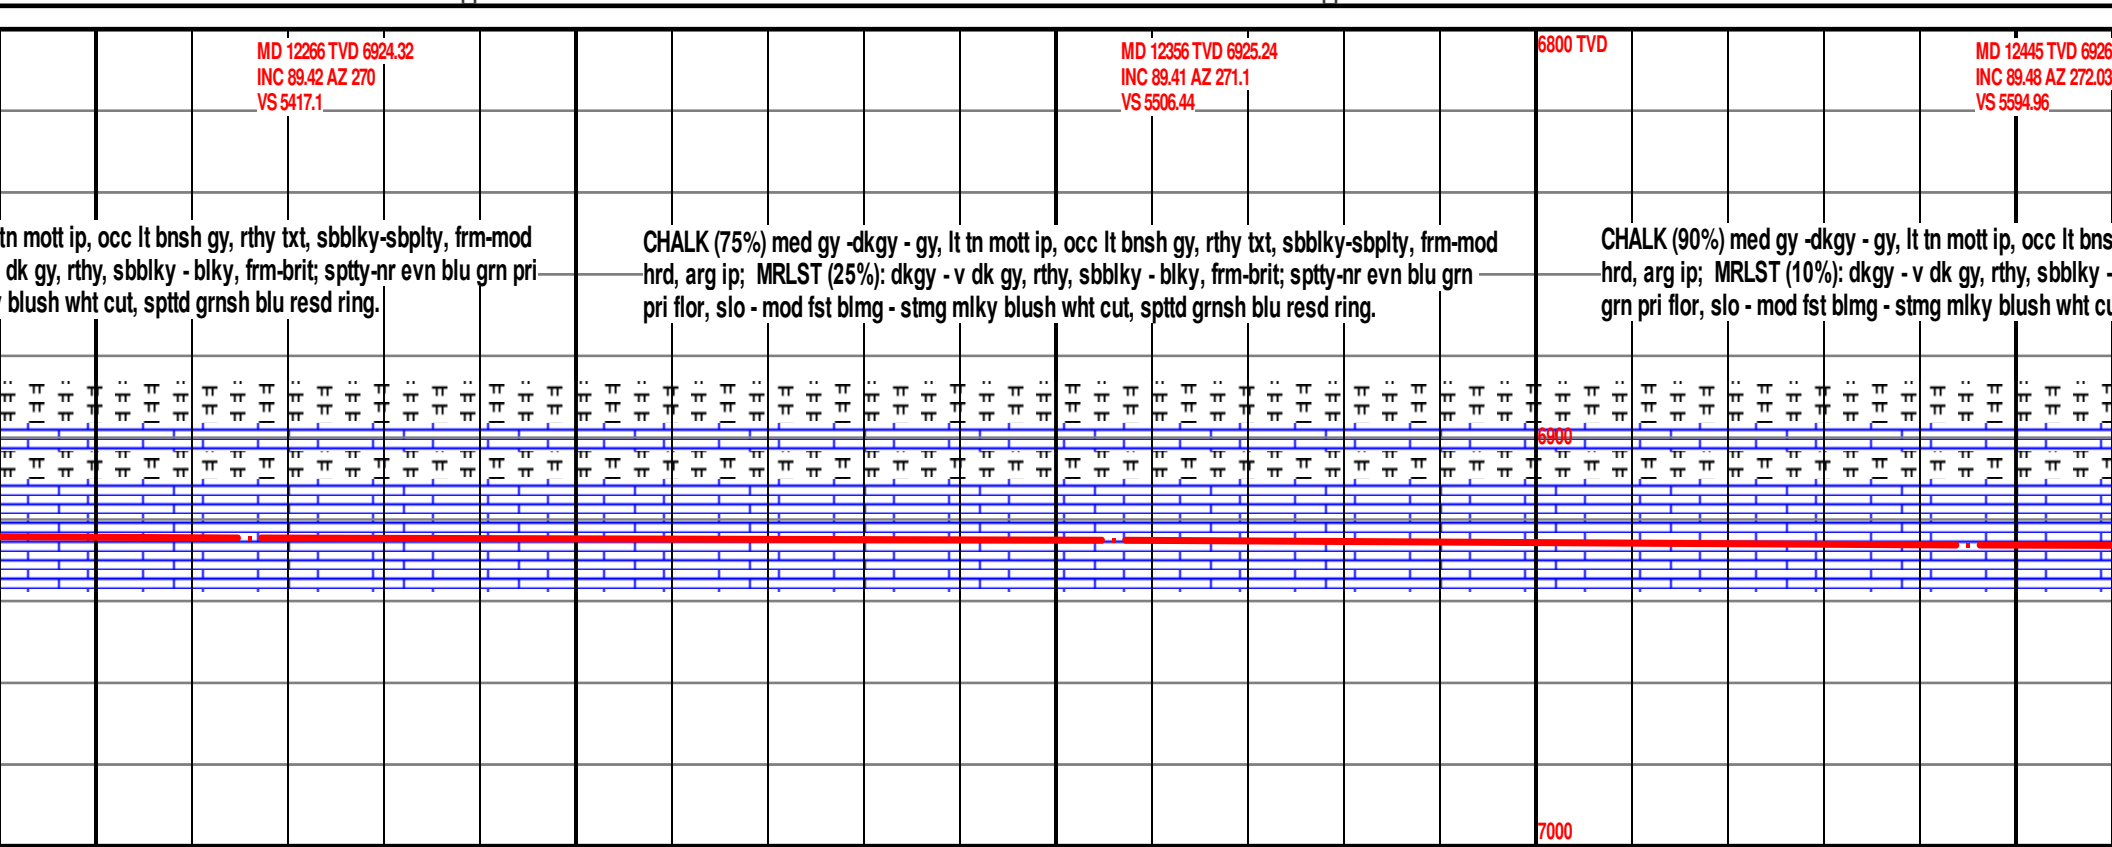 MD 12266 TVD 6924.32
INC 89.42 AZ 270
VS 5417.1
MD 12356 TVD 6925.24
INC 89.41 AZ 271.1
VS 5506.44
6800 TVD
MD 12445 TVD 6926
INC 89.48 AZ 272.03
VS 5594.96
tn mott ip, occ lt bnsh gy, rthy txt, sbblky-sbplty, frm-mod
dk gy, rthy, sbblky - blky, frm-brit; sptty-nr evn blu grn pri
blush wht cut, spttd grnsh blu resd ring.
CHALK (75%) med gy -dkgy - gy, lt tn mott ip, occ lt bnsh gy, rthy txt, sbblky-sbplty, frm-mod
hrd, arg ip; MRLST (25%): dkgy - v dk gy, rthy, sbblky - blky, frm-brit; sptty-nr evn blu grn
pri flor, slo - mod fst blmg - stmg mlky blush wht cut, spttd grnsh blu resd ring.
CHALK (90%) med gy -dkgy - gy, lt tn mott ip, occ lt bns
hrd, arg ip; MRLST (10%): dkgy - v dk gy, rthy, sbblky -
grn pri flor, slo - mod fst blmg - stmg mlky blush wht cu
6900
7000